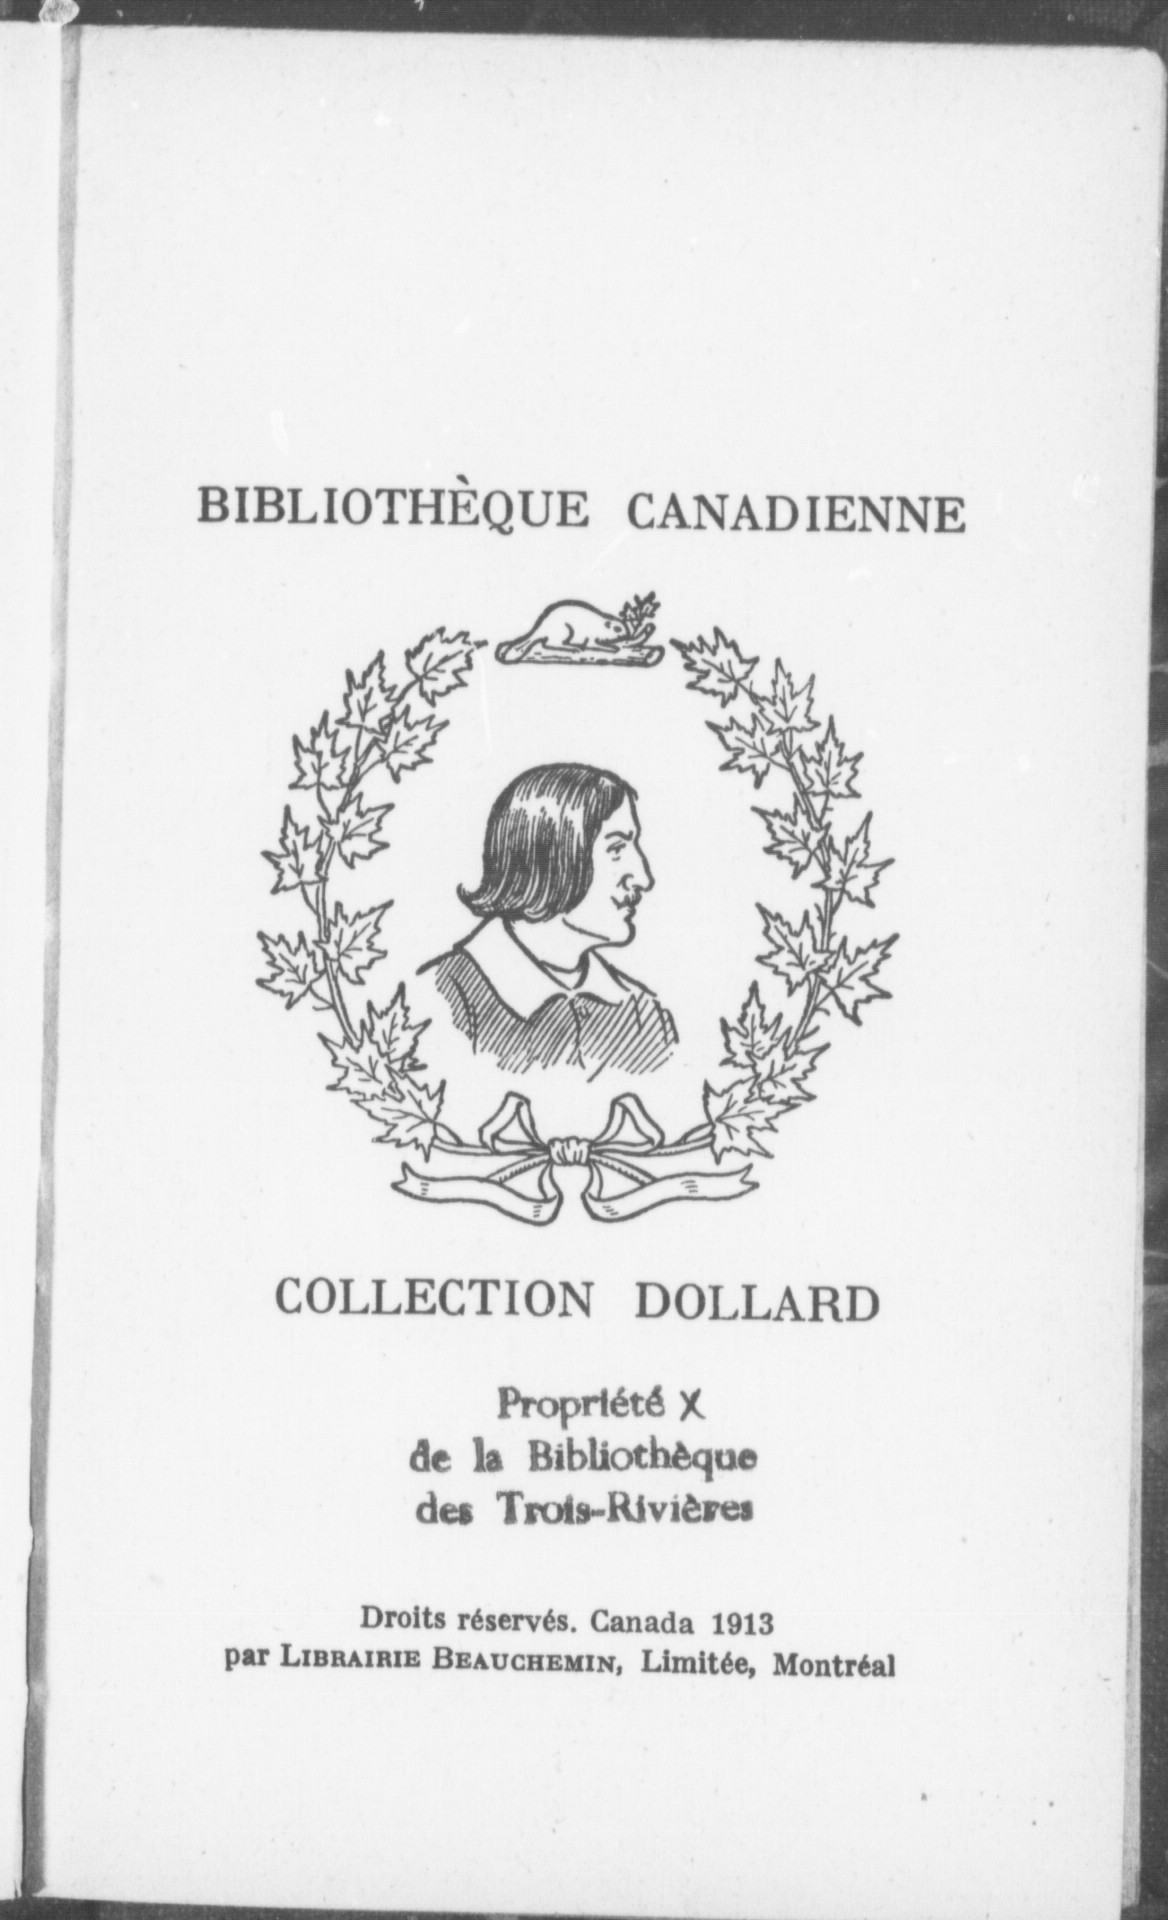 BIBLIOTHÈQUE CANADIENNE
COLLECTION DOLLARD
Propriété X
de la Bibliothèque
des Trois-Rivières
Droits réservés. Canada 1913
par LIBRAIRIE BEAUCHEMIN, Limitée, Montréal